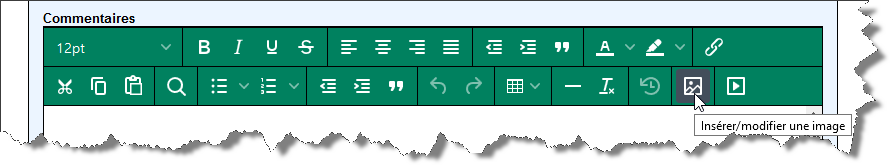 Commentaires
12pt
Insérer/modifier une image